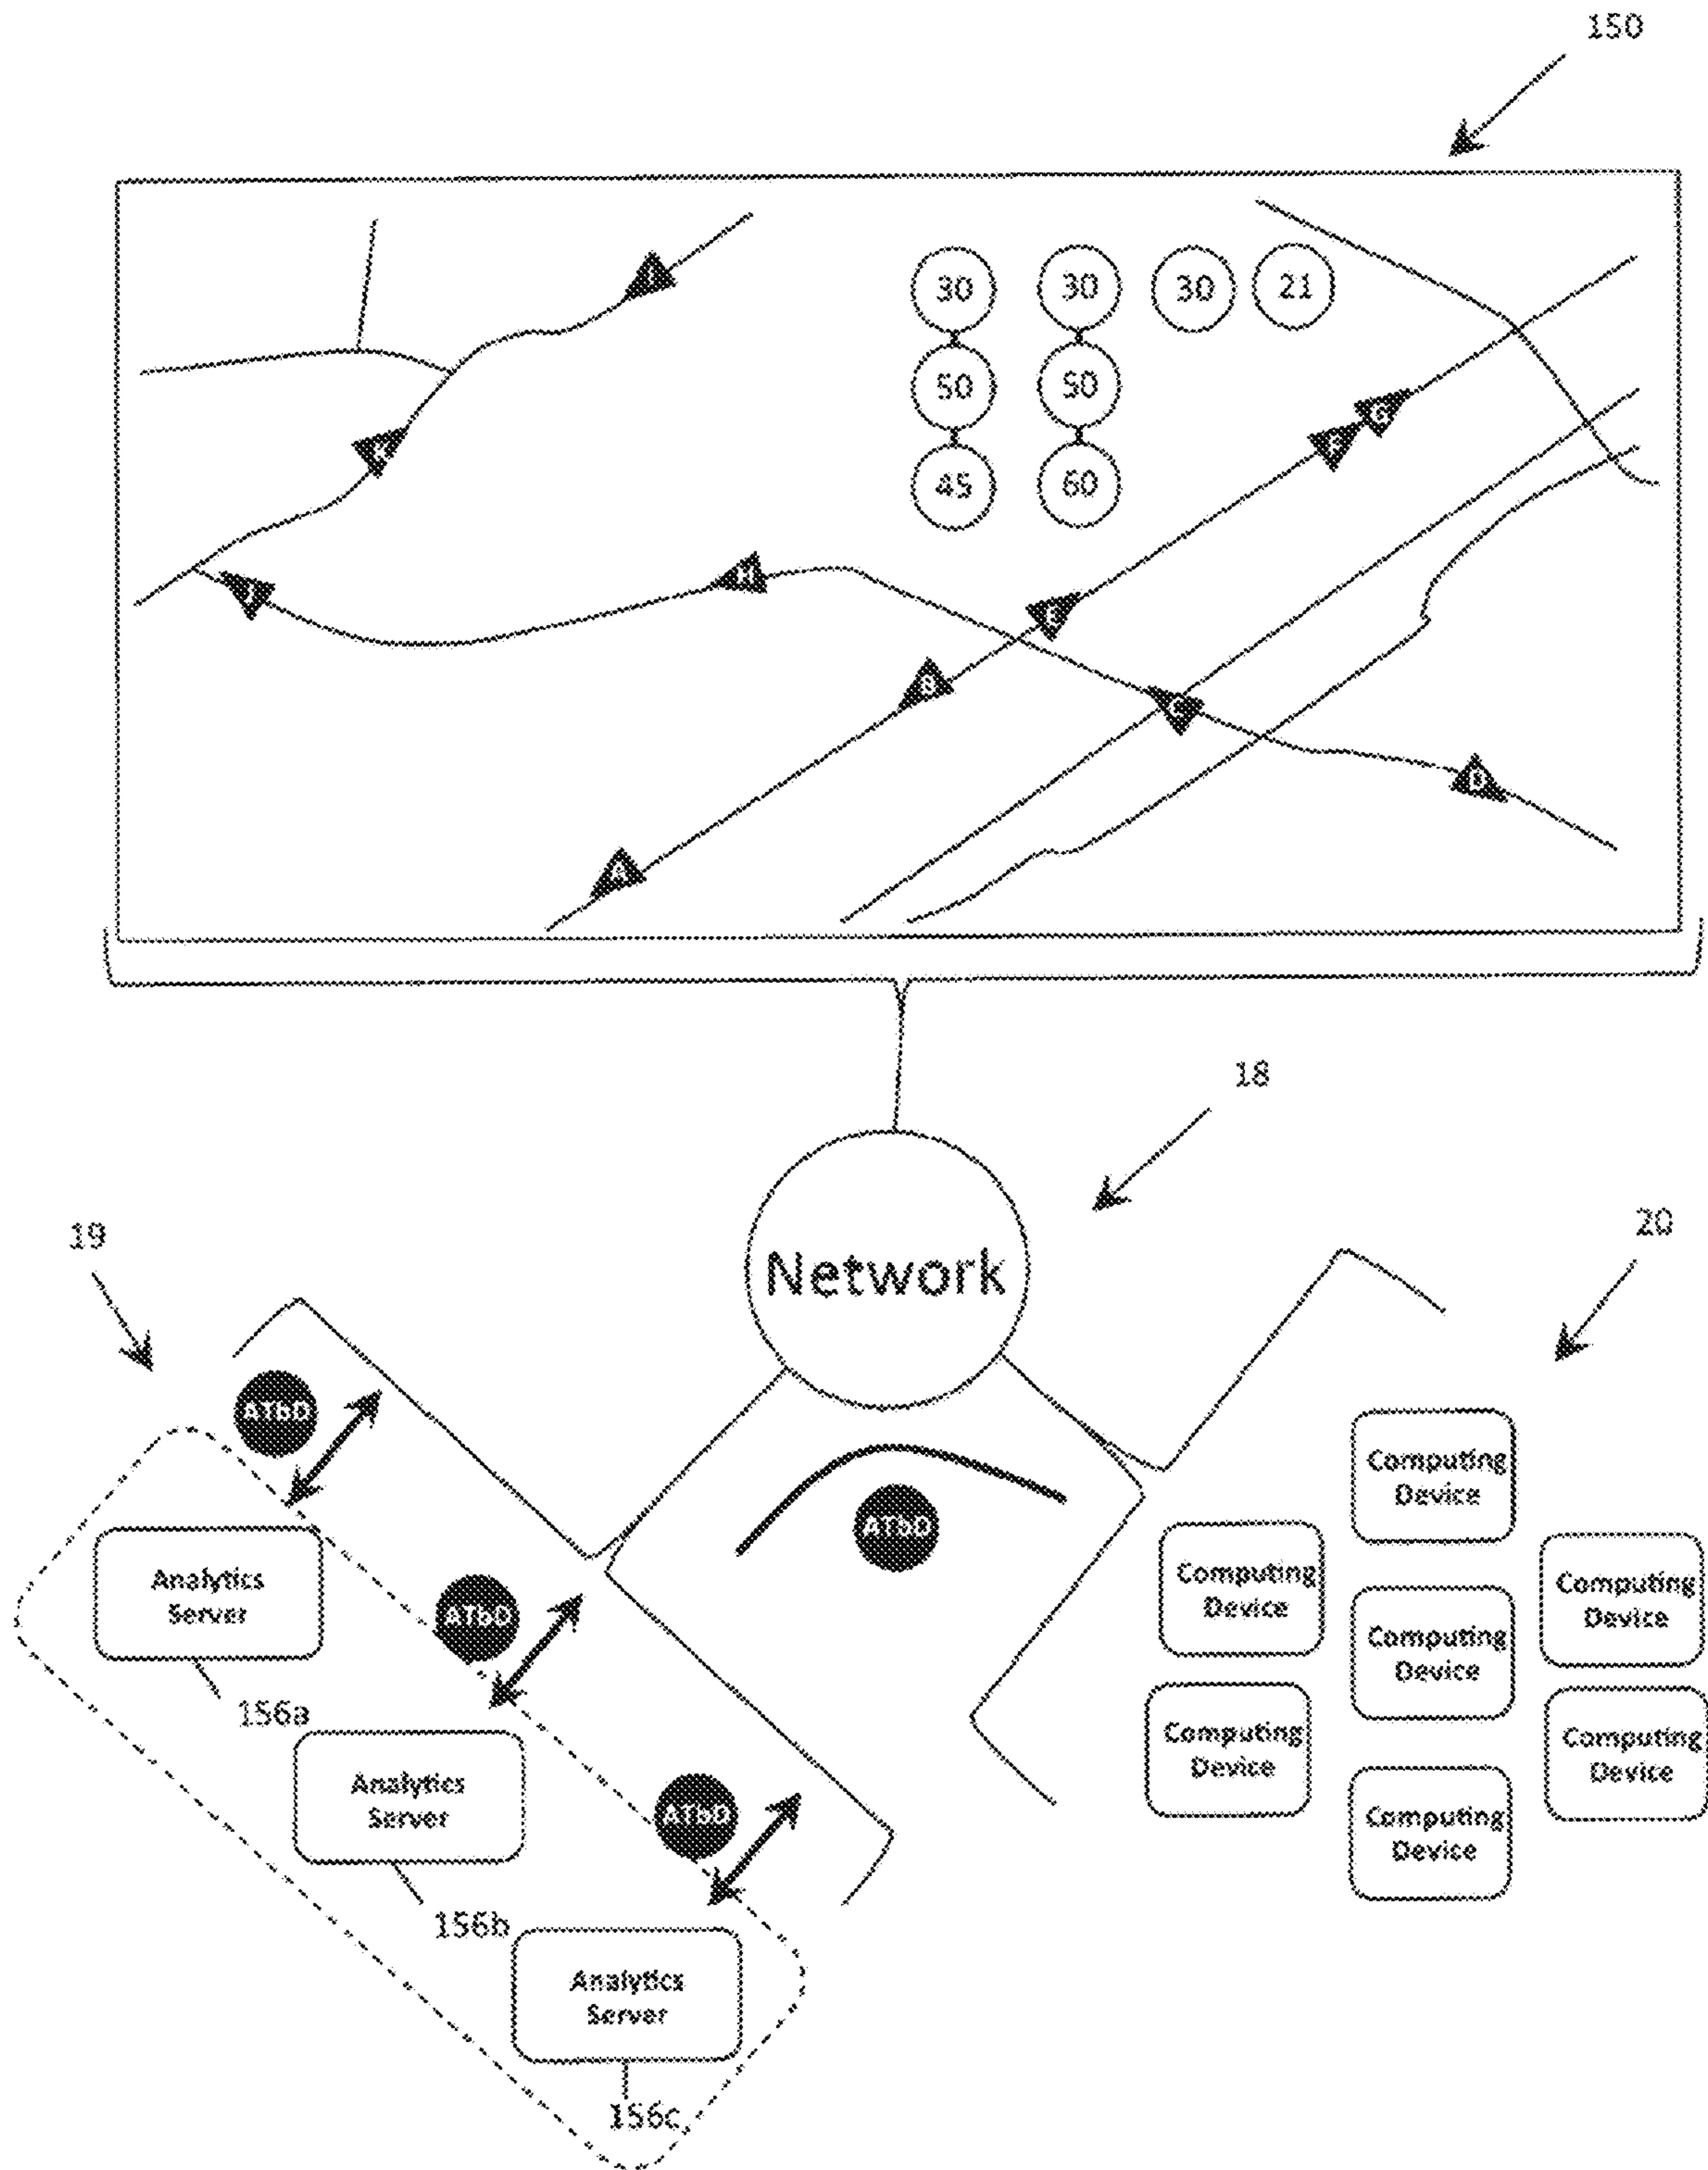 150
I
30 30 30 21
50 50
45 60
G
F
K
H
J
E
B
C
D
A
18
Network
19
20
ATbD
ATbD
ATbD
ATbD
Computing
Device
Computing
Device
Computing
Device
Computing
Device
Computing
Device
Computing
Device
Computing
Device
Analytics
Server
156a
Analytics
Server
156b
Analytics
Server
156c